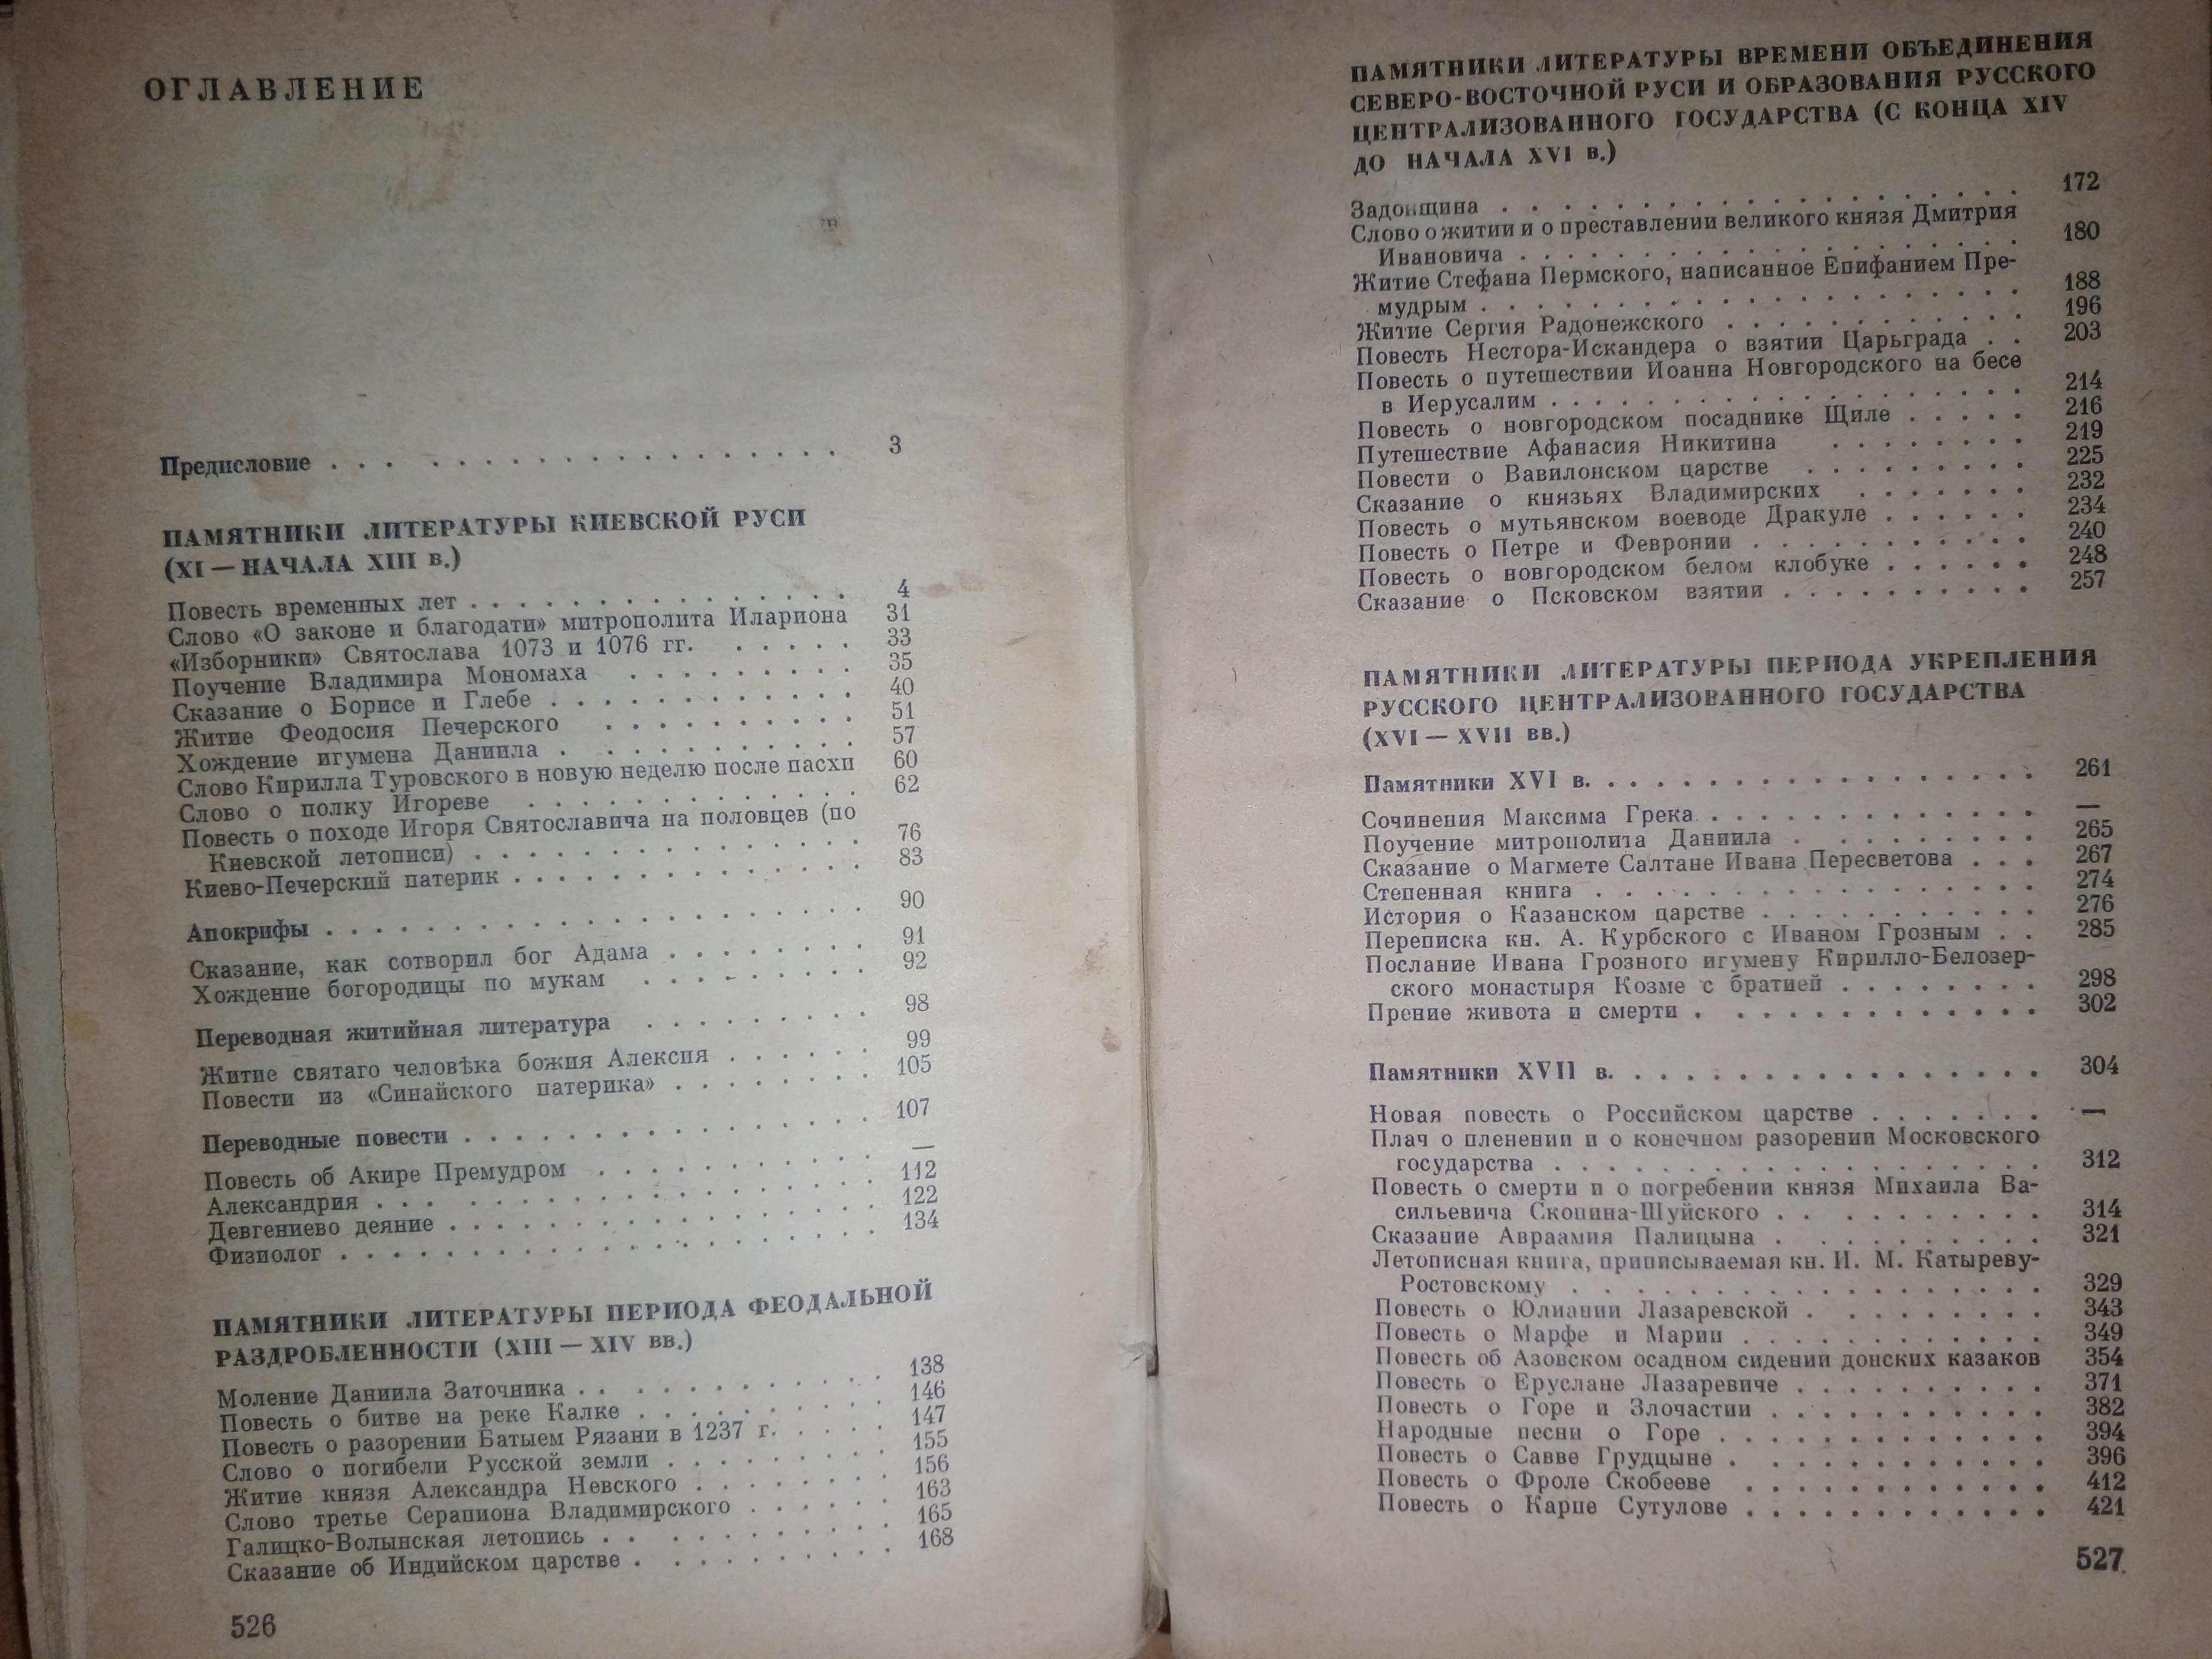 ОГЛАВЛЕНИЕ
Предисловие . . . . . . . . . . . . . . . . . . 3
ПАМЯТНИКИ ЛИТЕРАТУРЫ КИЕВСКОЙ РУСИ
(XI — НАЧАЛА XIII в.)
Повесть временных лет . . . . . . . . . . . . . . 4
Слово «О законе и благодати» митрополита Илариона 31
«Изборники» Святослава 1073 и 1076 гг. . . . . . 33
Поучение Владимира Мономаха . . . . . . . . 35
Сказание о Борисе и Глебе . . . . . . . . . . . 40
Житие Феодосия Печерского . . . . . . . . . 51
Хождение игумена Даниила . . . . . . . . . . 57
Слово Кирилла Туровского в новую неделю после пасхи 60
Слово о полку Игореве . . . . . . . . . . . . 62
Повесть о походе Игоря Святославича на половцев (по
Киевской летописи) . . . . . . . . . . . . . . 76
Киево-Печерский патерик . . . . . . . . . . . . . 83
Апокрифы . . . . . . . . . . . . . . . . . . . . 90
Сказание, как сотворил бог Адама . . . . . . . . 91
Хождение богородицы по мукам . . . . . . . . 92
Переводная житийная литература . . . . . . . . 98
Житие святаго человѣка божия Алексия . . . . . . 99
Повести из «Синайского патерика» . . . . . . . . 105
Переводные повести . . . . . . . . . . . . . . . 107
Повесть об Акире Премудром . . . . . . . . . . —
Александрия . . . . . . . . . . . . . . . . . . 112
Девгениево деяние . . . . . . . . . . . . . . . . 122
Физиолог . . . . . . . . . . . . . . . . . . . . 134
ПАМЯТНИКИ ЛИТЕРАТУРЫ ПЕРИОДА ФЕОДАЛЬНОЙ
РАЗДРОБЛЕННОСТИ (XIII — XIV вв.)
Моление Даниила Заточника . . . . . . . . . . . 138
Повесть о битве на реке Калке . . . . . . . . . 146
Повесть о разорении Батыем Рязани в 1237 г. . . . . 147
Слово о погибели Русской земли . . . . . . . . 155
Житие князя Александра Невского . . . . . . . 156
Слово третье Серапиона Владимирского . . . . . . 163
Галицко-Волынская летопись . . . . . . . . . . 165
Сказание об Индийском царстве . . . . . . . . . 168
526
ПАМЯТНИКИ ЛИТЕРАТУРЫ ВРЕМЕНИ ОБЪЕДИНЕНИЯ
СЕВЕРО-ВОСТОЧНОЙ РУСИ И ОБРАЗОВАНИЯ РУССКОГО
ЦЕНТРАЛИЗОВАННОГО ГОСУДАРСТВА (С КОНЦА XIV
ДО НАЧАЛА XVI в.)
Задонщина . . . . . . . . . . . . . . . . . . 172
Слово о житии и о преставлении великого князя Дмитрия
Ивановича . . . . . . . . . . . . . . . . . . 180
Житие Стефана Пермского, написанное Епифанием Пре-
мудрым . . . . . . . . . . . . . . . . . . . . 188
Житие Сергия Радонежского . . . . . . . . . . . 196
Повесть Нестора-Искандера о взятии Царьграда . . 203
Повесть о путешествии Иоанна Новгородского на бесе
в Иерусалим . . . . . . . . . . . . . . . . . 214
Повесть о новгородском посаднике Щиле . . . . . 216
Путешествие Афанасия Никитина . . . . . . . 219
Повести о Вавилонском царстве . . . . . . . . 225
Сказание о князьях Владимирских . . . . . . 232
Повесть о мутьянском воеводе Дракуле . . . . . . 234
Повесть о Петре и Февронии . . . . . . . . . . 240
Повесть о новгородском белом клобуке . . . . . . 248
Сказание о Псковском взятии . . . . . . . . . . 257
ПАМЯТНИКИ ЛИТЕРАТУРЫ ПЕРИОДА УКРЕПЛЕНИЯ
РУССКОГО ЦЕНТРАЛИЗОВАННОГО ГОСУДАРСТВА
(XVI — XVII вв.)
Памятники XVI в. . . . . . . . . . . . . . . . . 261
Сочинения Максима Грека . . . . . . . . . . . . —
Поучение митрополита Даниила . . . . . . . . . 265
Сказание о Магмете Салтане Ивана Пересветова . . . 267
Степенная книга . . . . . . . . . . . . . . . . 274
История о Казанском царстве . . . . . . . . . . 276
Переписка кн. А. Курбского с Иваном Грозным . . 285
Послание Ивана Грозного игумену Кирилло-Белозер-
ского монастыря Козме с братией . . . . . . . . 298
Прение живота и смерти . . . . . . . . . . . . . 302
Памятники XVII в. . . . . . . . . . . . . . . . . 304
Новая повесть о Российском царстве . . . . . . . —
Плач о пленении и о конечном разорении Московского
государства . . . . . . . . . . . . . . . . . . 312
Повесть о смерти и о погребении князя Михаила Ва-
сильевича Скопина-Шуйского . . . . . . . . . . 314
Сказание Авраамия Палицына . . . . . . . . . . 321
Летописная книга, приписываемая кн. И. М. Катыреву-
Ростовскому . . . . . . . . . . . . . . . . . . 329
Повесть о Юлиании Лазаревской . . . . . . . . . 343
Повесть о Марфе и Марии . . . . . . . . . . . . 349
Повесть об Азовском осадном сидении донских казаков 354
Повесть о Еруслане Лазаревиче . . . . . . . . . . 371
Повесть о Горе и Злочастии . . . . . . . . . . . 382
Народные песни о Горе . . . . . . . . . . . . . 394
Повесть о Савве Грудцыне . . . . . . . . . . . . 396
Повесть о Фроле Скобееве . . . . . . . . . . . 412
Повесть о Карпе Сутулове . . . . . . . . . . . . 421
527